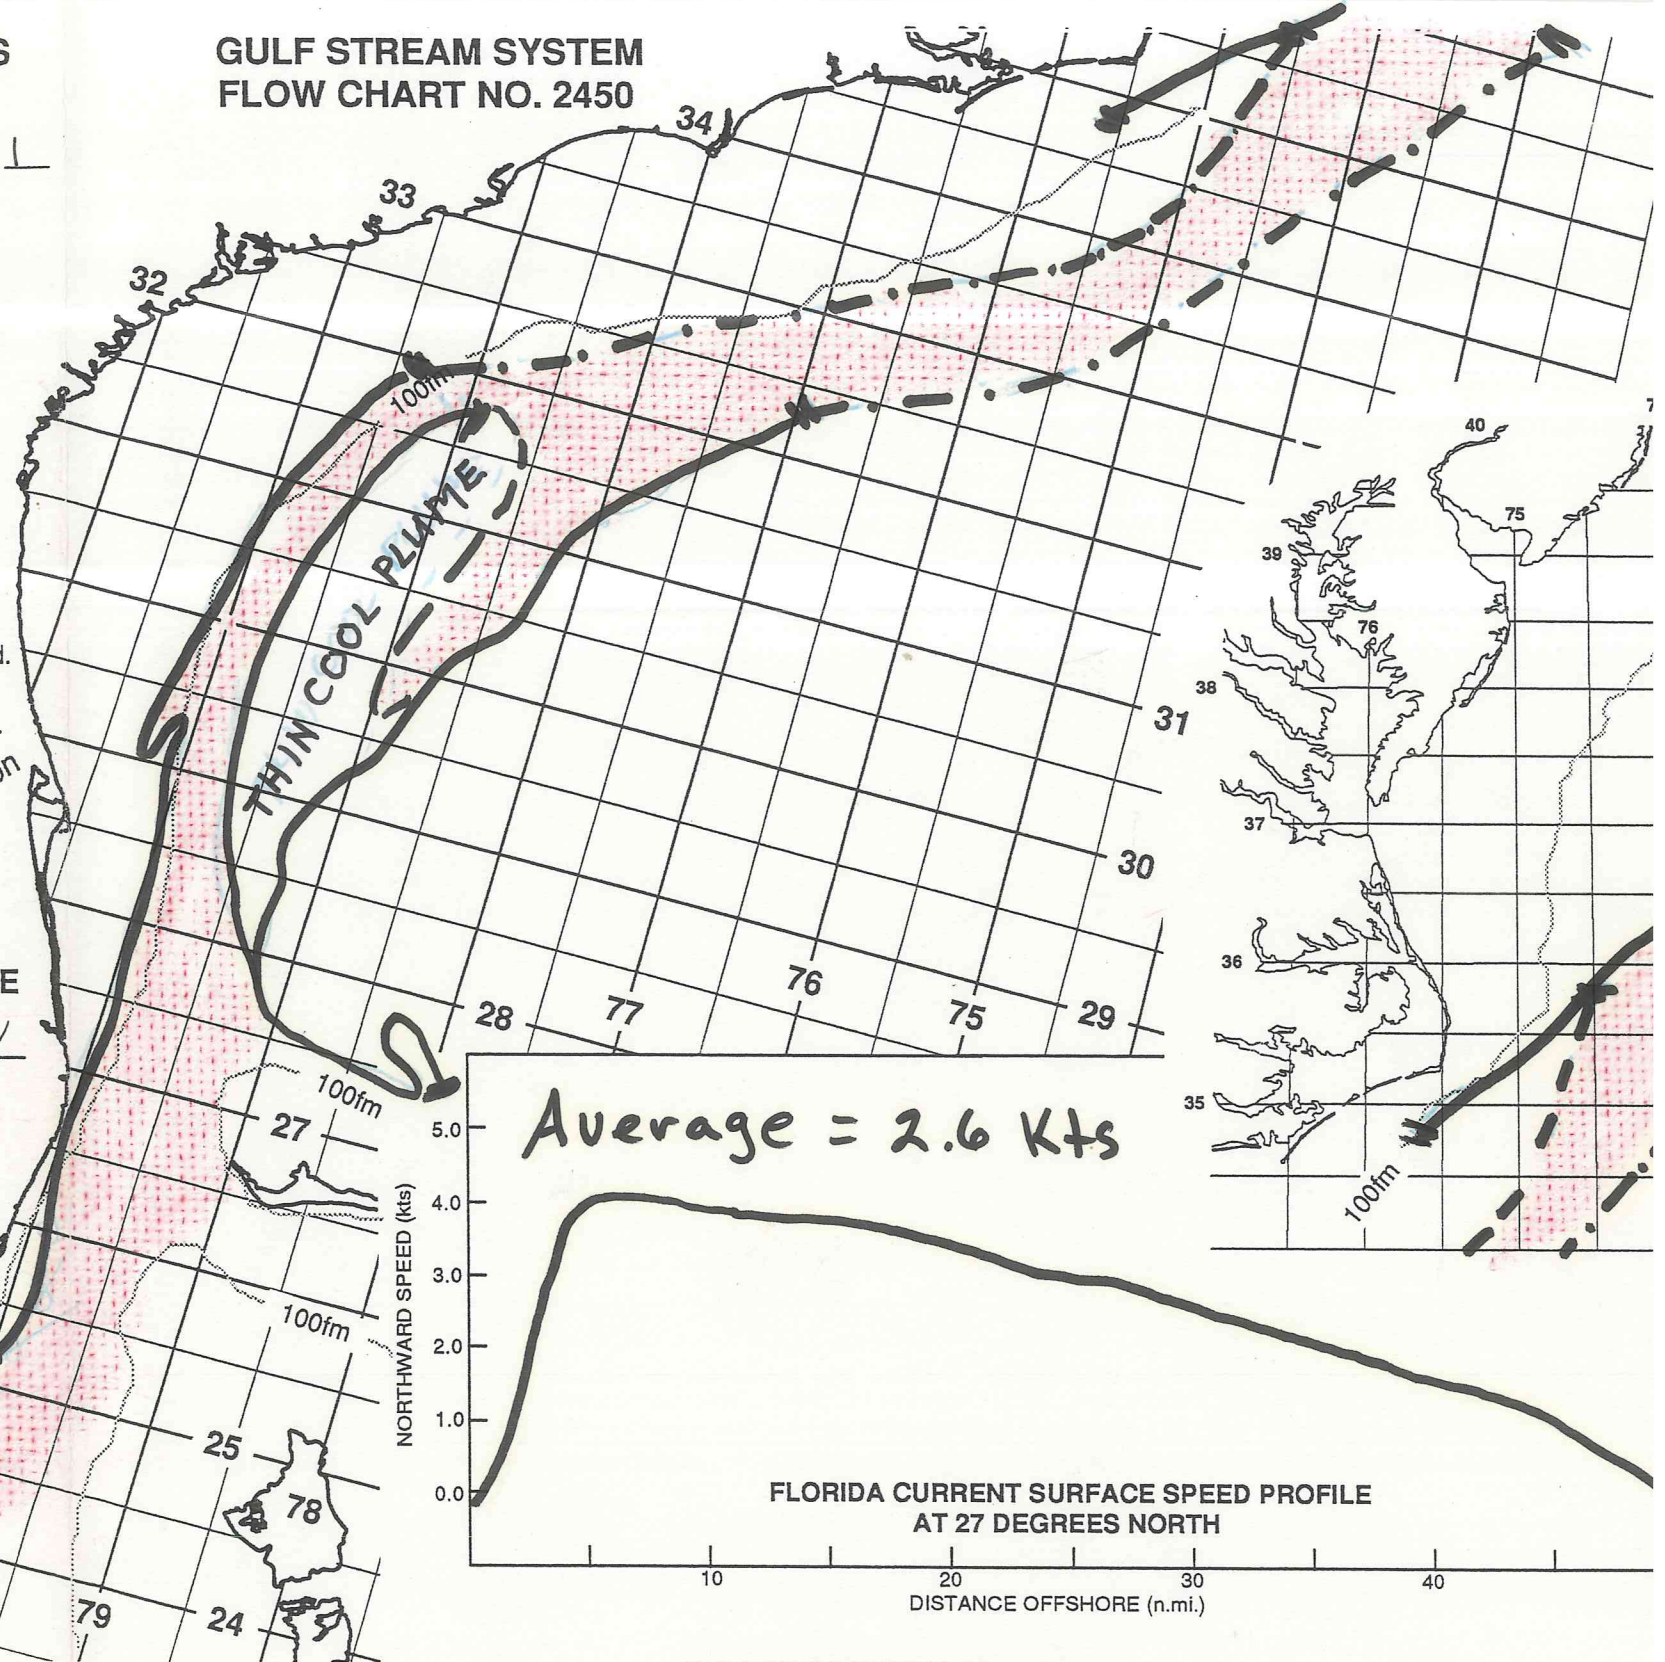 S
GULF STREAM SYSTEM
FLOW CHART NO. 2450
34
33
32
100fm
THIN COOL PLUME
40
75
39
76
38
37
36
35
100fm
31
30
76
77
75
28
29
d.
on
E
100fm
27
100fm
25
78
79
24
Average = 2.6 Kts
NORTHWARD SPEED (kts)
5.0
4.0
3.0
2.0
1.0
0.0
FLORIDA CURRENT SURFACE SPEED PROFILE
AT 27 DEGREES NORTH
10
20
30
40
DISTANCE OFFSHORE (n.mi.)